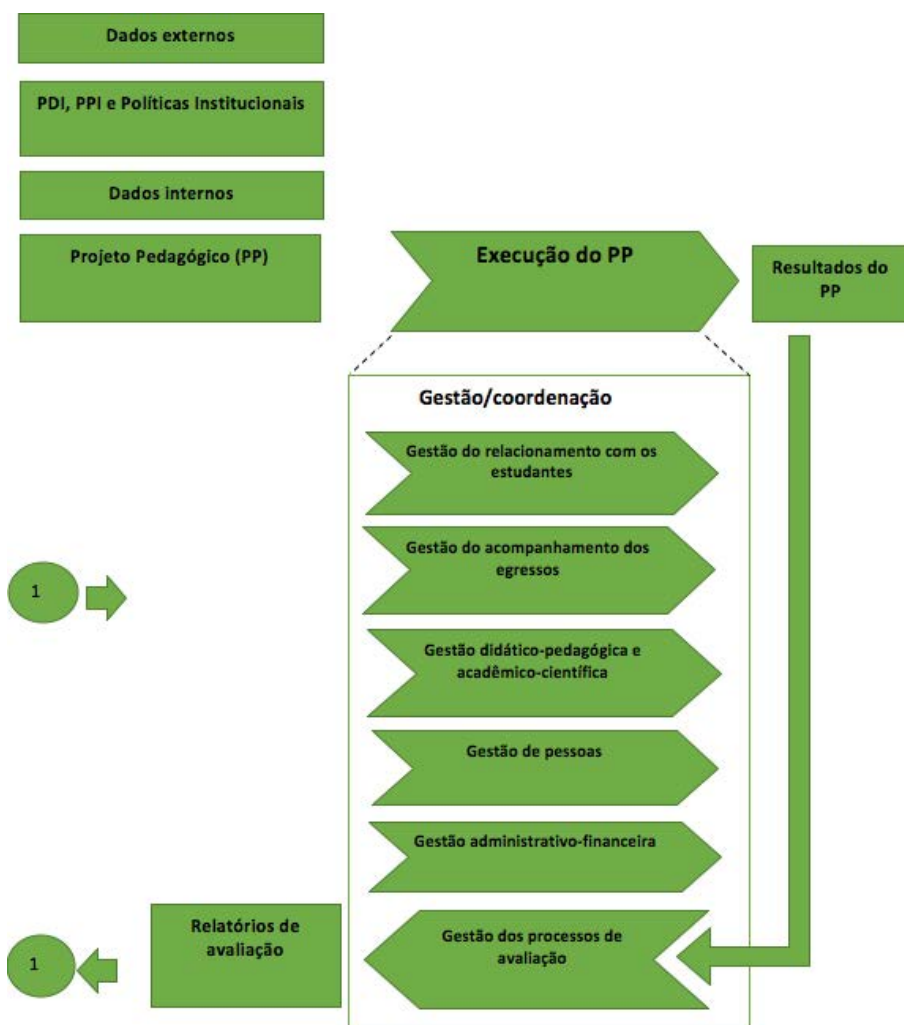 Dados externos
PDI, PPI e Políticas Institucionais
Dados internos
Projeto Pedagógico (PP)
Execução do PP
Resultados do
PP
Gestão/coordenação
Gestão do relacionamento com os
estudantes
Gestão do acompanhamento dos
egressos
1
Gestão didático-pedagógica e
acadêmico-científica
Gestão de pessoas
Gestão administrativo-financeira
Relatórios de
avaliação
Gestão dos processos de
avaliação
1